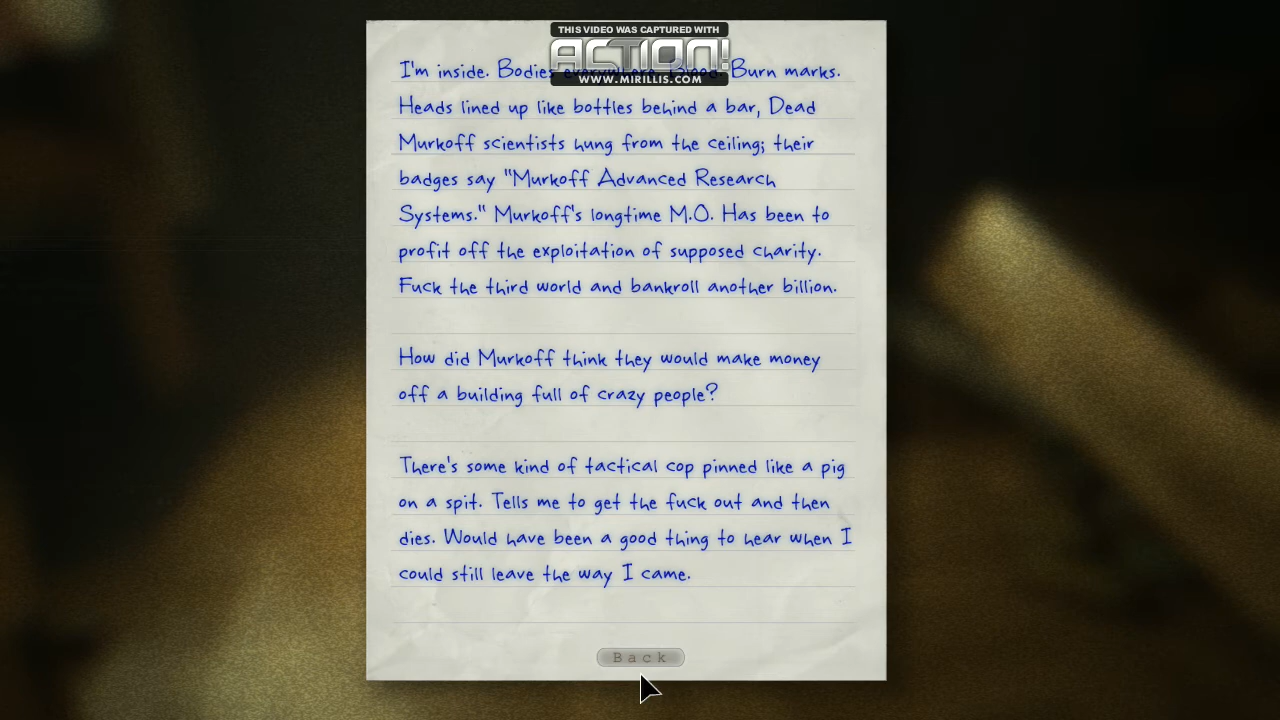 THIS VIDEO WAS CAPTURED WITH
ACTION!
WWW.MIRILLIS.COM
I'm inside. Bodies everywhere. Blood. Burn marks.
Heads lined up like bottles behind a bar, Dead
Murkoff scientists hung from the ceiling; their
badges say "Murkoff Advanced Research
Systems." Murkoff's longtime M.O. Has been to
profit off the exploitation of supposed charity.
Fuck the third world and bankroll another billion.
How did Murkoff think they would make money
off a building full of crazy people?
There's some kind of tactical cop pinned like a pig
on a spit. Tells me to get the fuck out and then
dies. Would have been a good thing to hear when I
could still leave the way I came.
Back